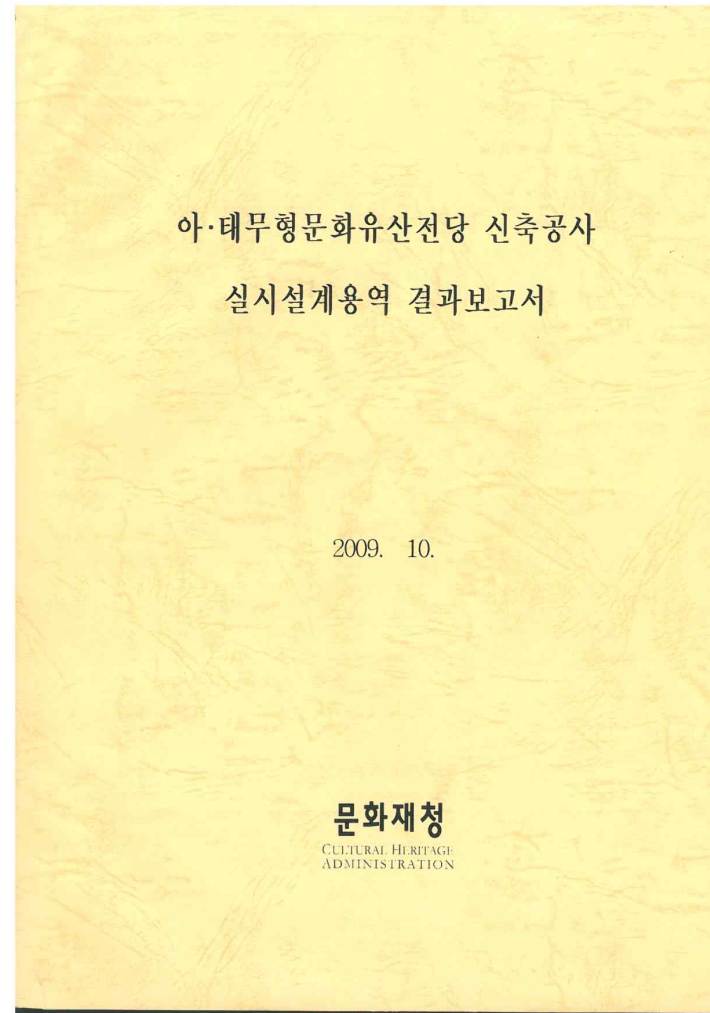 아·태무형문화유산전당 신축공사
실시설계용역 결과보고서
2009. 10.
문화재청
CULTURAL HERITAGE
ADMINISTRATION